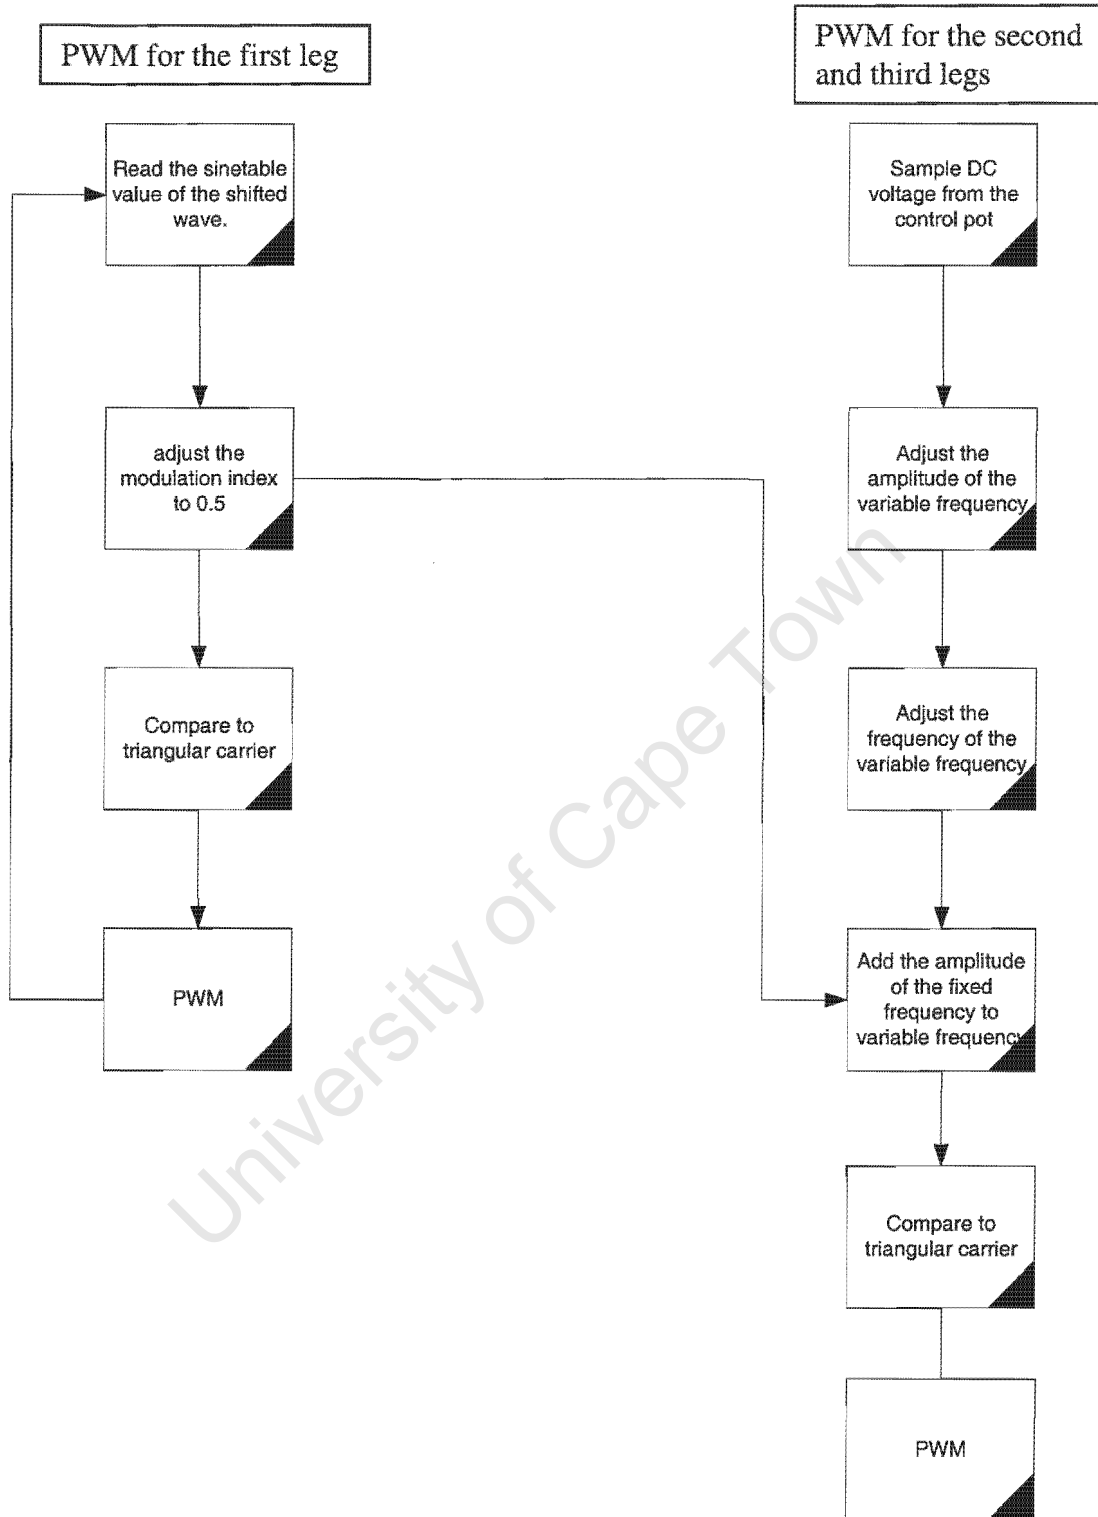 PWM for the first leg
Read the sinetable
value of the shifted
wave.
adjust the
modulation index
to 0.5
Compare to
triangular carrier
PWM
PWM for the second
and third legs
Sample DC
voltage from the
control pot
Adjust the
amplitude of the
variable frequency
Adjust the
frequency of the
variable frequency
Add the amplitude
of the fixed
frequency to
variable frequency
Compare to
triangular carrier
PWM
University of Cape Town